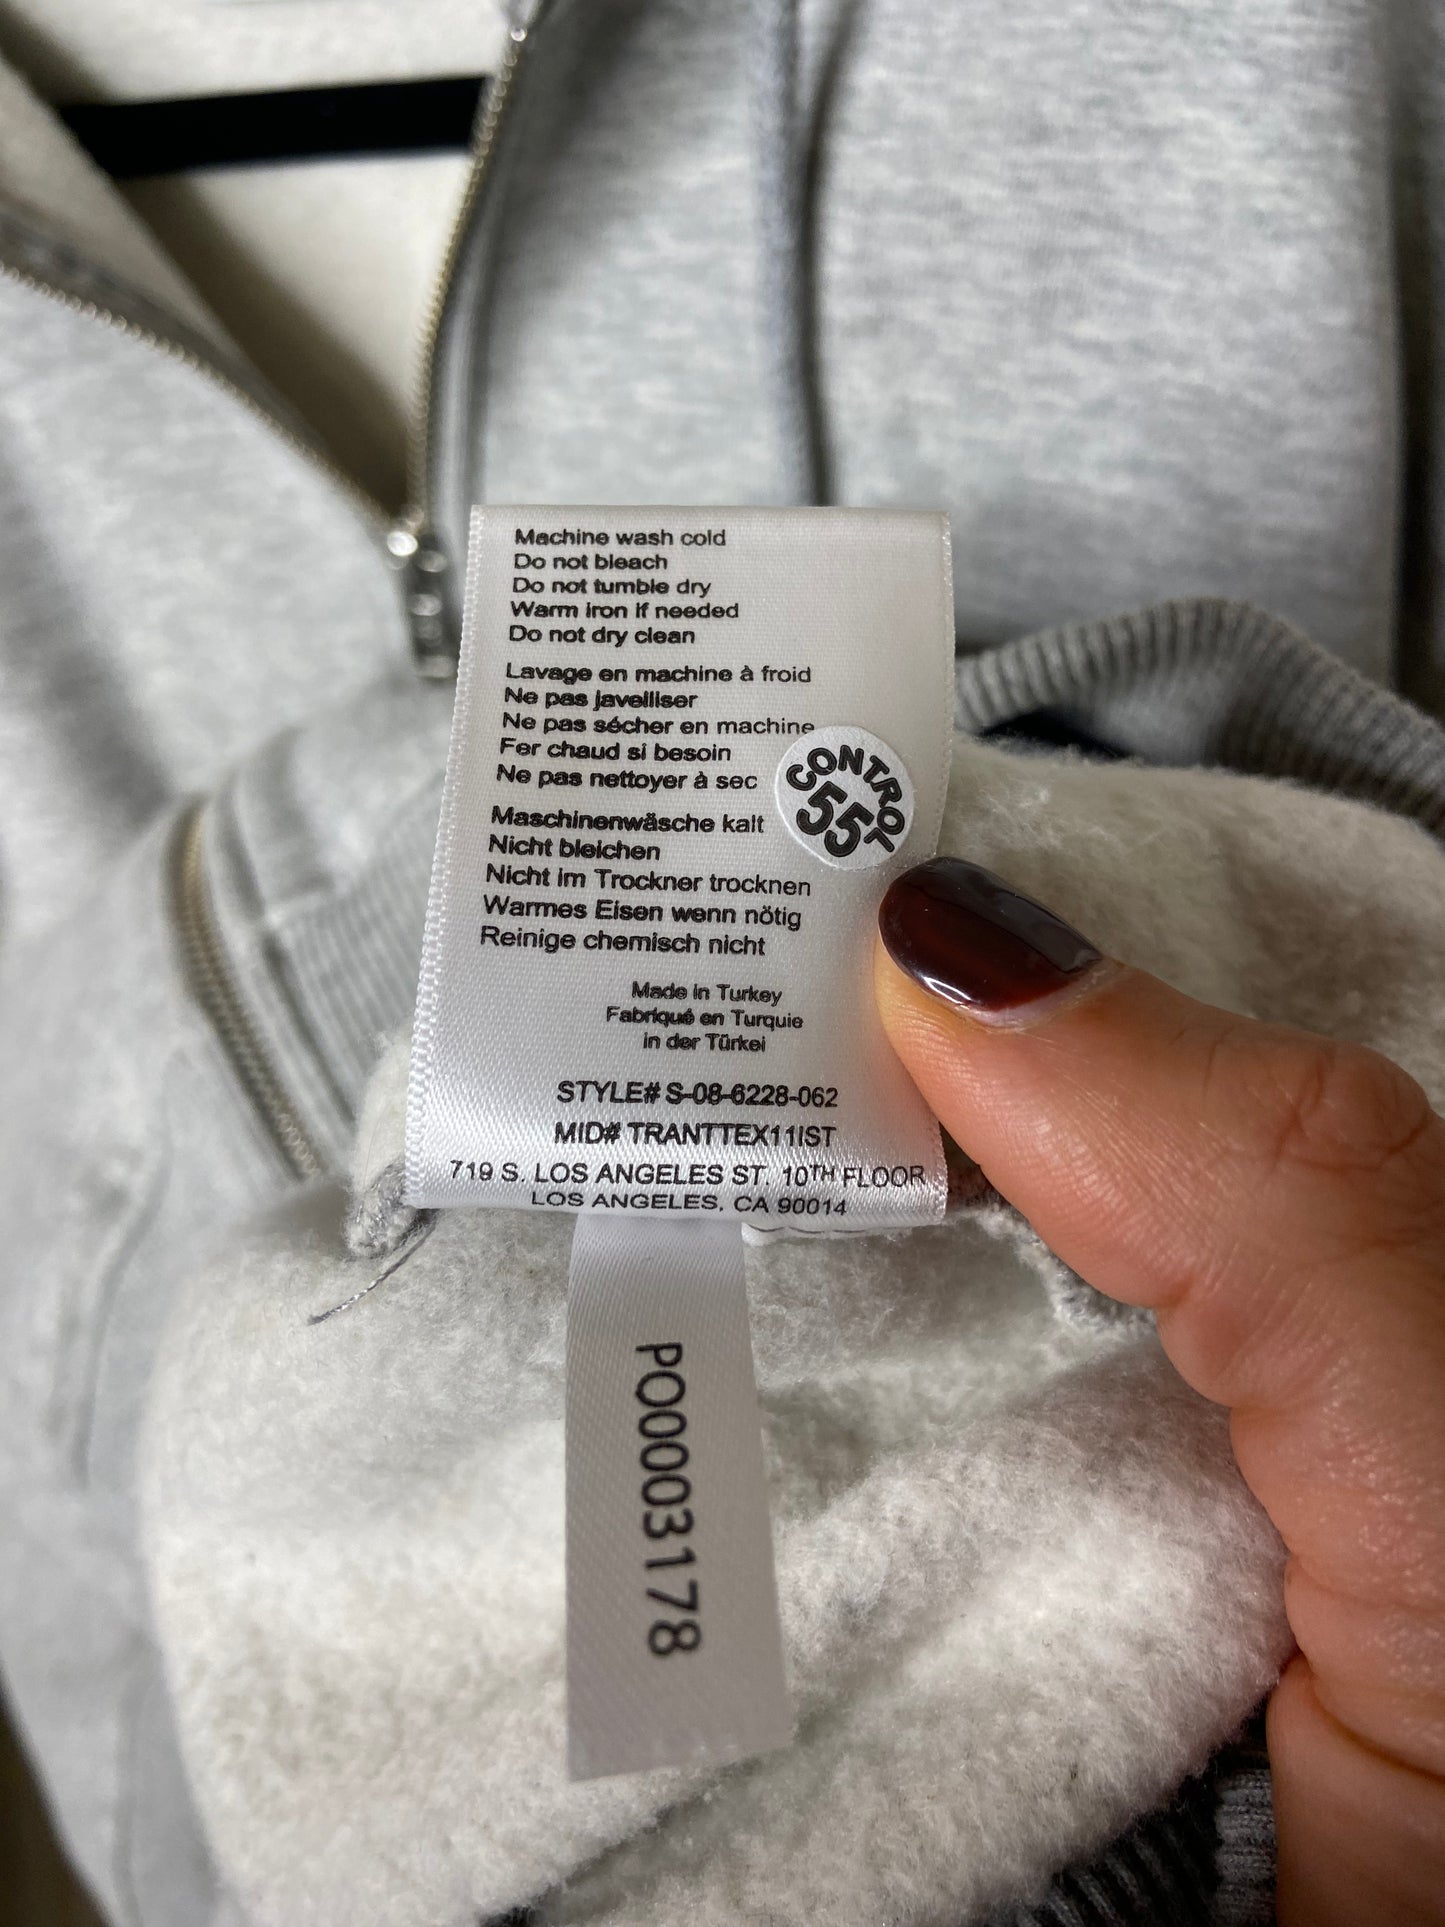 Machine wash cold
Do not bleach
Do not tumble dry
Warm iron if needed
Do not dry clean
Lavage en machine à froid
Ne pas javelliser
Ne pas sécher en machine
Fer chaud si besoin
Ne pas nettoyer à sec
CONTROL
55
Maschinenwäsche kalt
Nicht bleichen
Nicht im Trockner trocknen
Warmes Eisen wenn nötig
Reinige chemisch nicht
Made in Turkey
Fabriqué en Turquie
in der Türkei
STYLE# S-08-6228-062
MID# TRANTTEX11IST
719 S. LOS ANGELES ST. 10TH FLOOR
LOS ANGELES, CA 90014
PO0003178